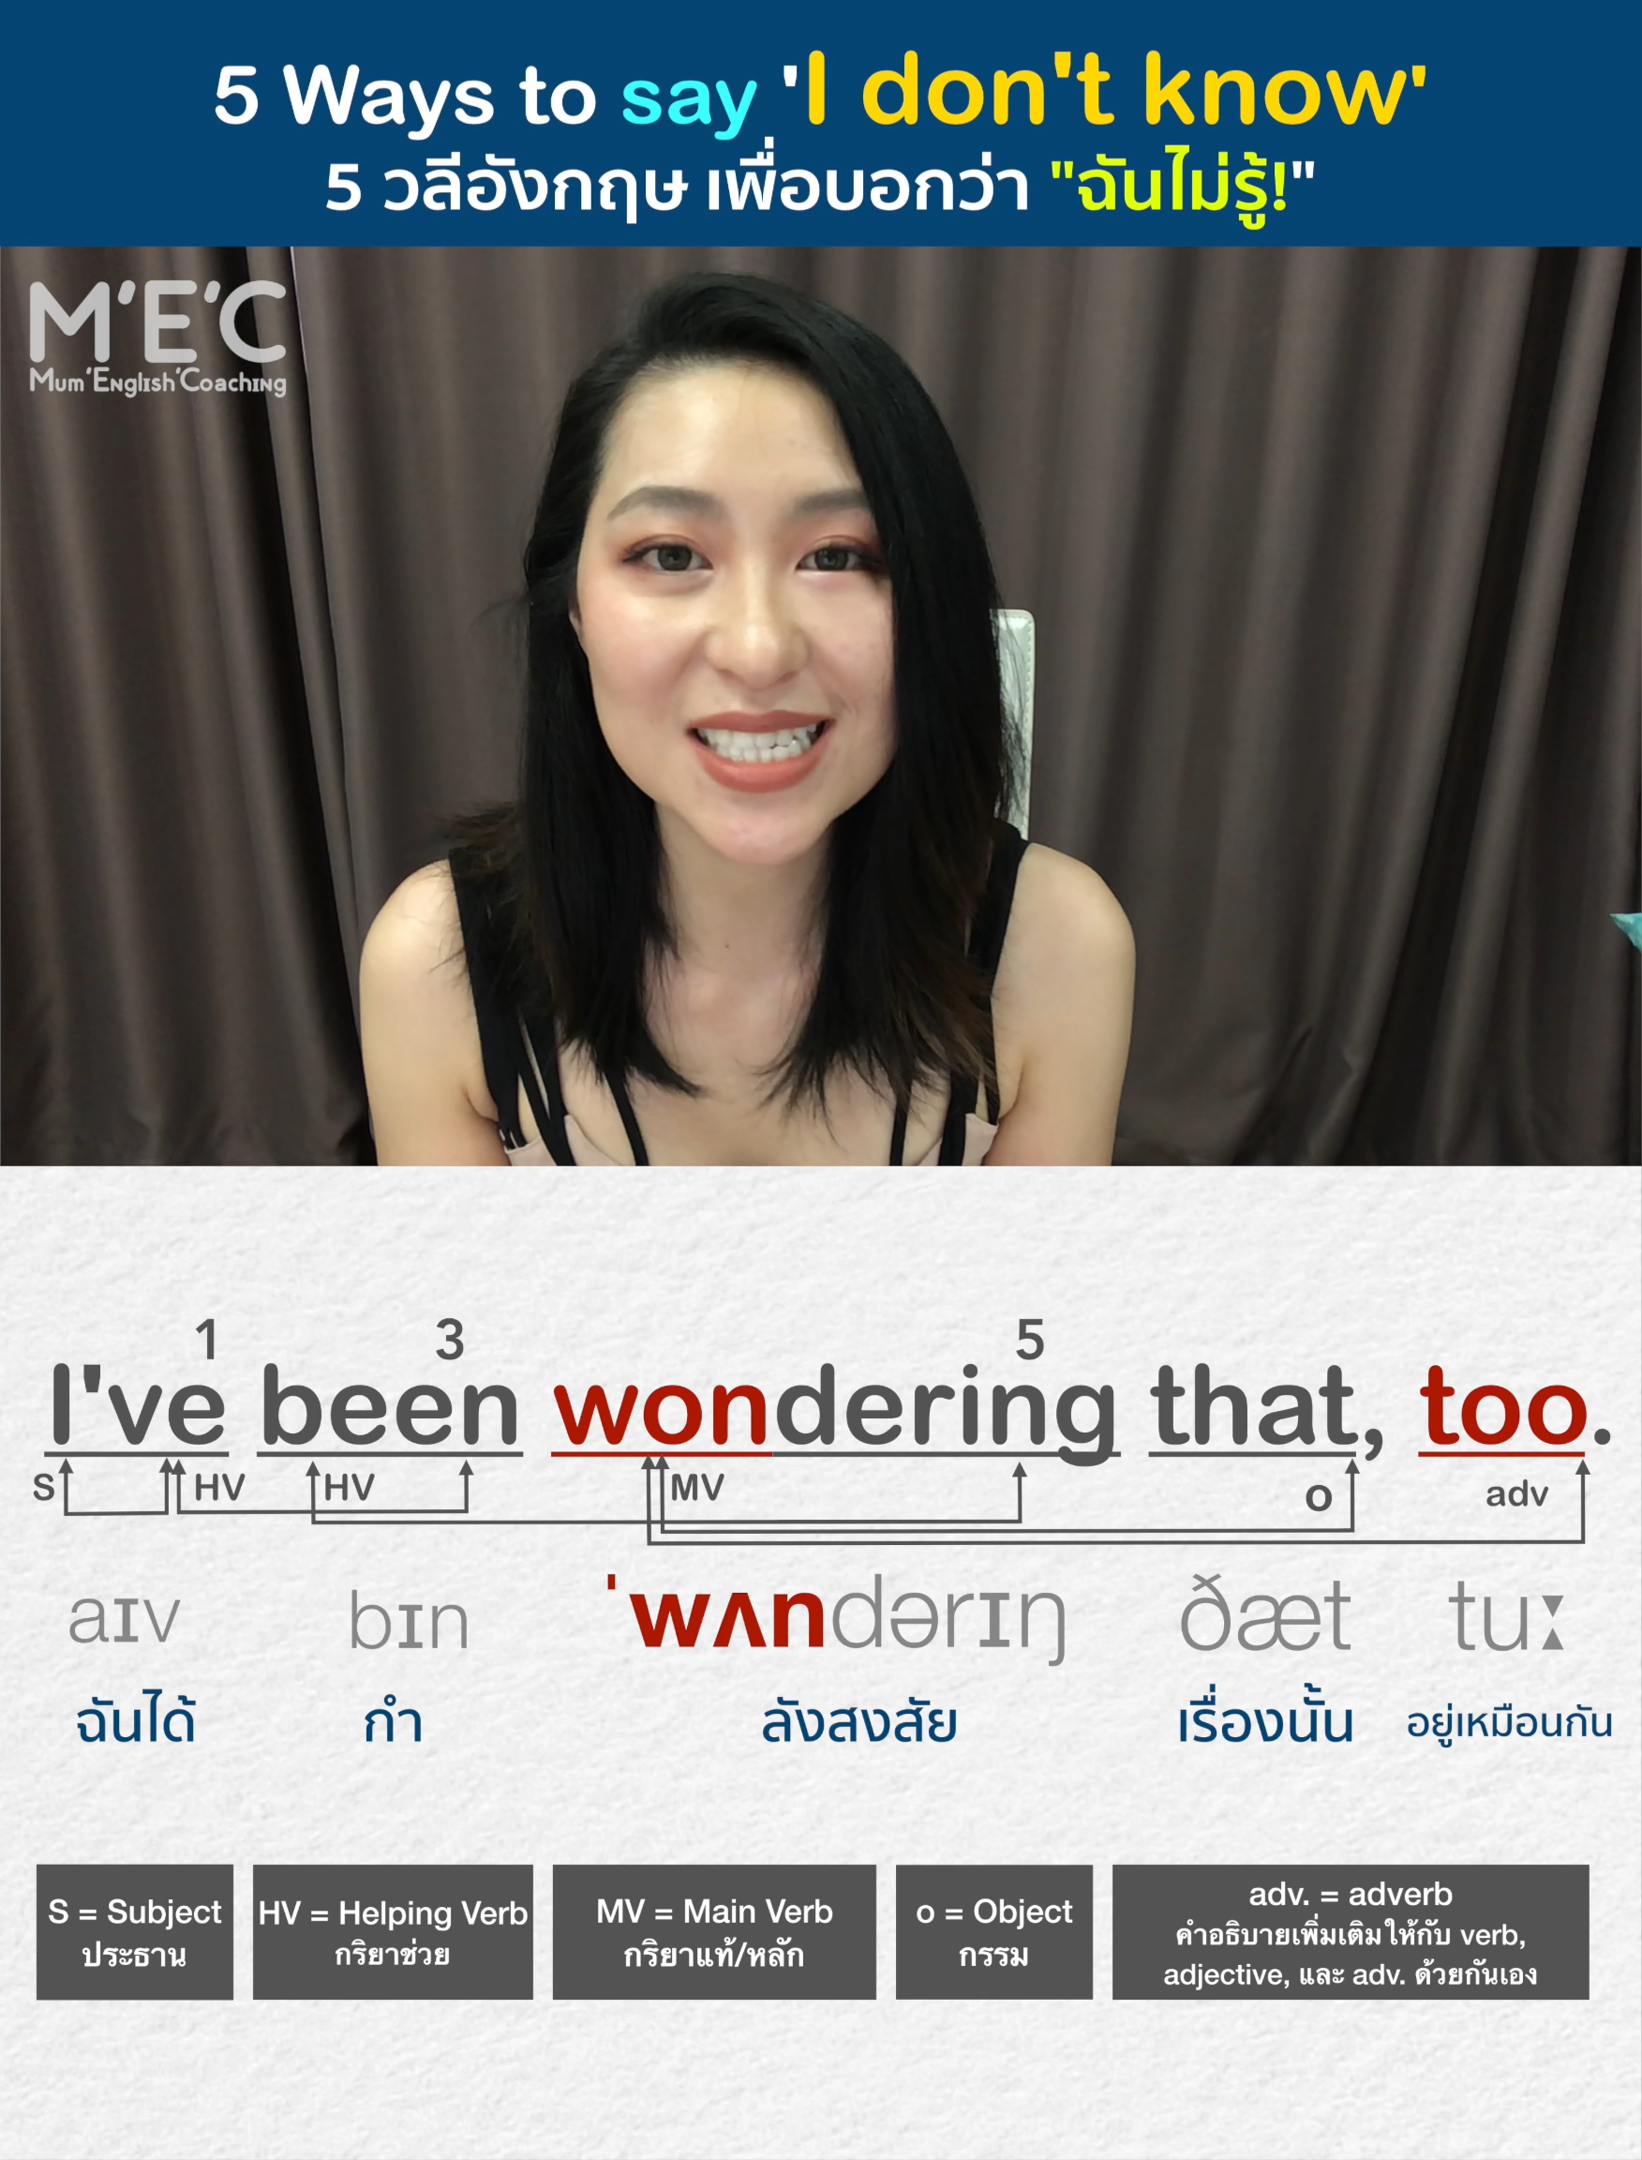 5 Ways to say 'I don't know'
5 วลีอังกฤษ เพื่อบอกว่า "ฉันไม่รู้!"
M'E'C
Mum'English'Coaching
1 3 5
I've been wondering that, too.
S HV HV MV o adv
aɪv bɪn ˈwʌndərɪŋ ðæt tuː
ฉันได้ กำ ลังสงสัย เรื่องนั้น อยู่เหมือนกัน
S = Subject
ประธาน
HV = Helping Verb
กริยาช่วย
MV = Main Verb
กริยาแท้/หลัก
o = Object
กรรม
adv. = adverb
คำอธิบายเพิ่มเติมให้กับ verb,
adjective, และ adv. ด้วยกันเอง